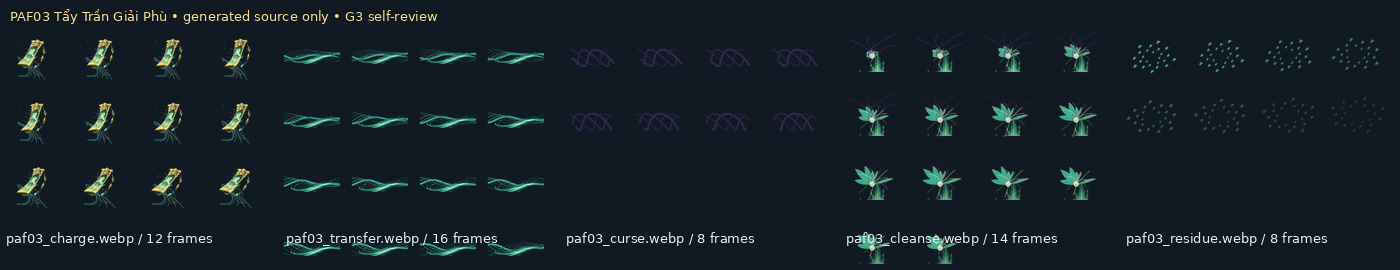 PAF03 Tẩy Trần Giải Phù • generated source only • G3 self-review
paf03_charge.webp / 12 frames
paf03_transfer.webp / 16 frames
paf03_curse.webp / 8 frames
paf03_cleanse.webp / 14 frames
paf03_residue.webp / 8 frames